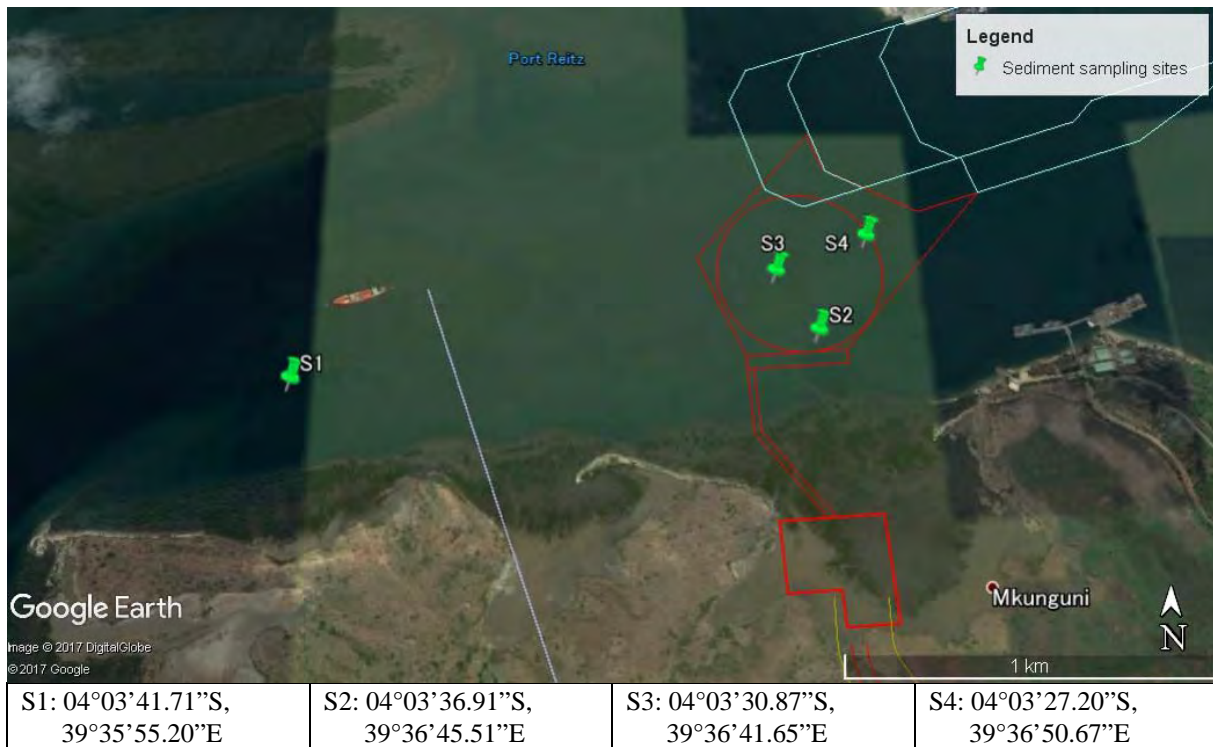 Port Reitz
Legend
Sediment sampling sites
S3
S4
S2
S1
Mkunguni
N
Google Earth
Image © 2017 DigitalGlobe
©2017 Google
1 km
S1: 04°03’41.71”S,
39°35’55.20”E
S2: 04°03’36.91”S,
39°36’45.51”E
S3: 04°03’30.87”S,
39°36’41.65”E
S4: 04°03’27.20”S,
39°36’50.67”E